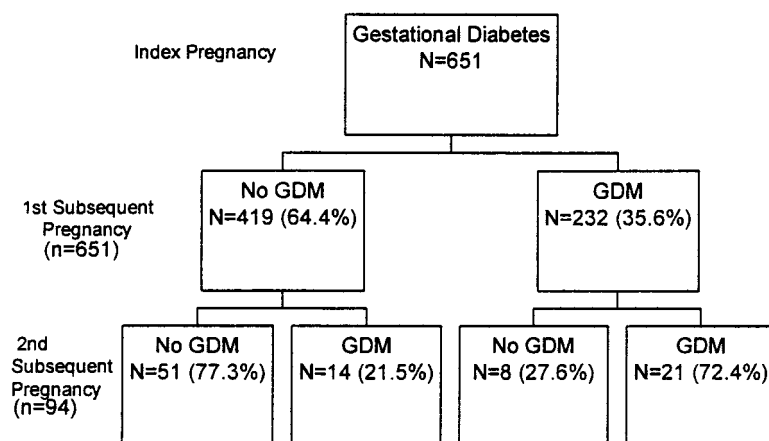 Index Pregnancy
Gestational Diabetes
N=651
1st Subsequent
Pregnancy
(n=651)
No GDM
N=419 (64.4%)
GDM
N=232 (35.6%)
2nd
Subsequent
Pregnancy
(n=94)
No GDM
N=51 (77.3%)
GDM
N=14 (21.5%)
No GDM
N=8 (27.6%)
GDM
N=21 (72.4%)